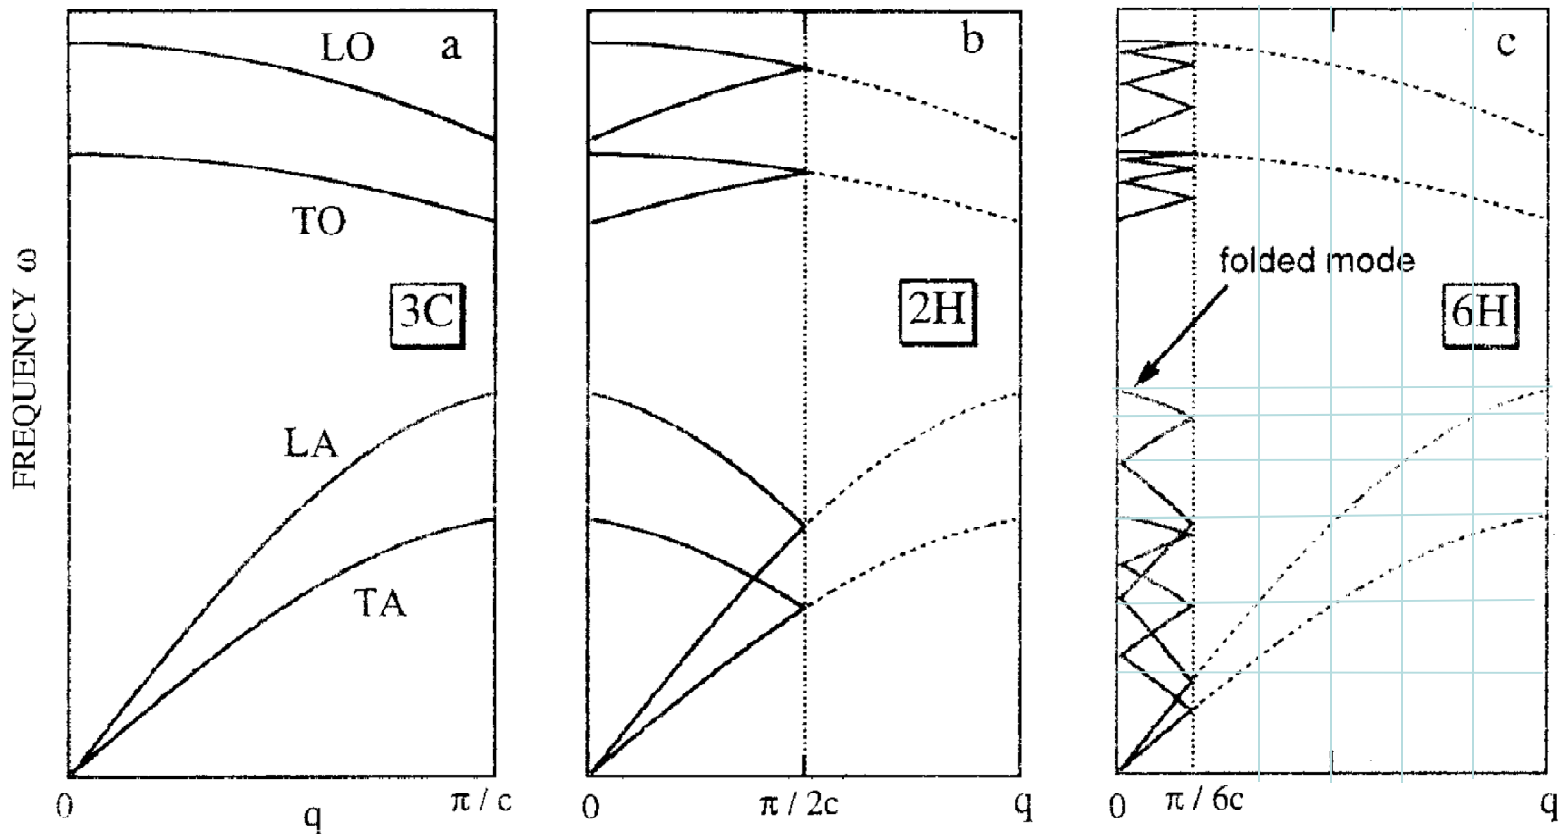 FREQUENCY ω
LO
a
TO
3C
LA
TA
0
q
π / c
b
2H
0
π / 2c
q
c
folded mode
6H
0
π / 6c
q